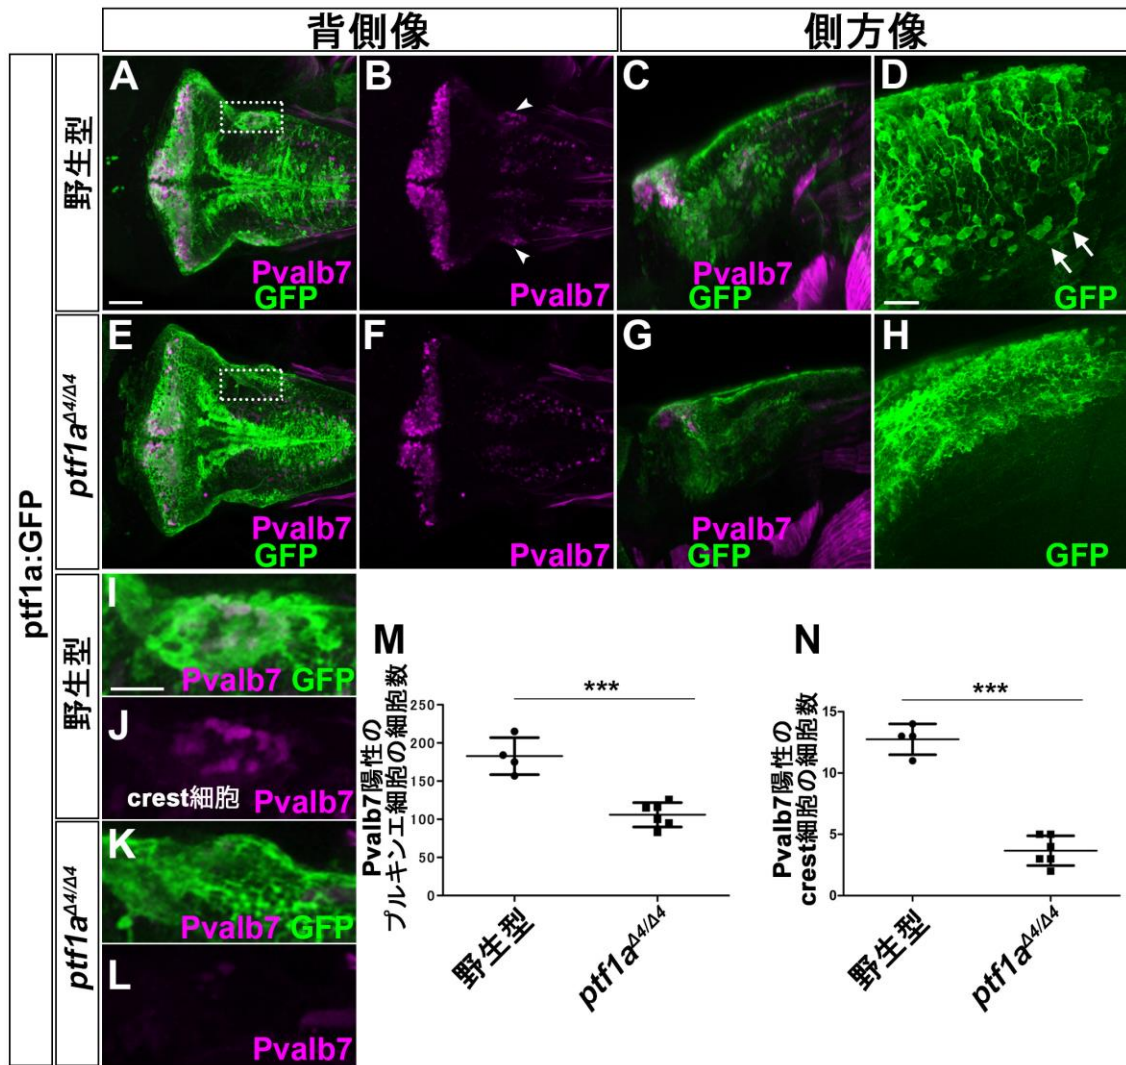 背側像
側方像
ptf1a:GFP
野生型
A
Pvalb7
GFP
B
Pvalb7
C
Pvalb7
GFP
D
GFP
ptf1aΔ4/Δ4
E
Pvalb7
GFP
F
Pvalb7
G
Pvalb7
GFP
H
GFP
野生型
I
Pvalb7 GFP
J
crest細胞 Pvalb7
ptf1aΔ4/Δ4
K
Pvalb7 GFP
L
Pvalb7
M
Pvalb7陽性の
プルキンエ細胞の細胞数
***
250
200
150
100
50
0
野生型
ptf1aΔ4/Δ4
N
Pvalb7陽性の
crest細胞の細胞数
***
15
10
5
0
野生型
ptf1aΔ4/Δ4